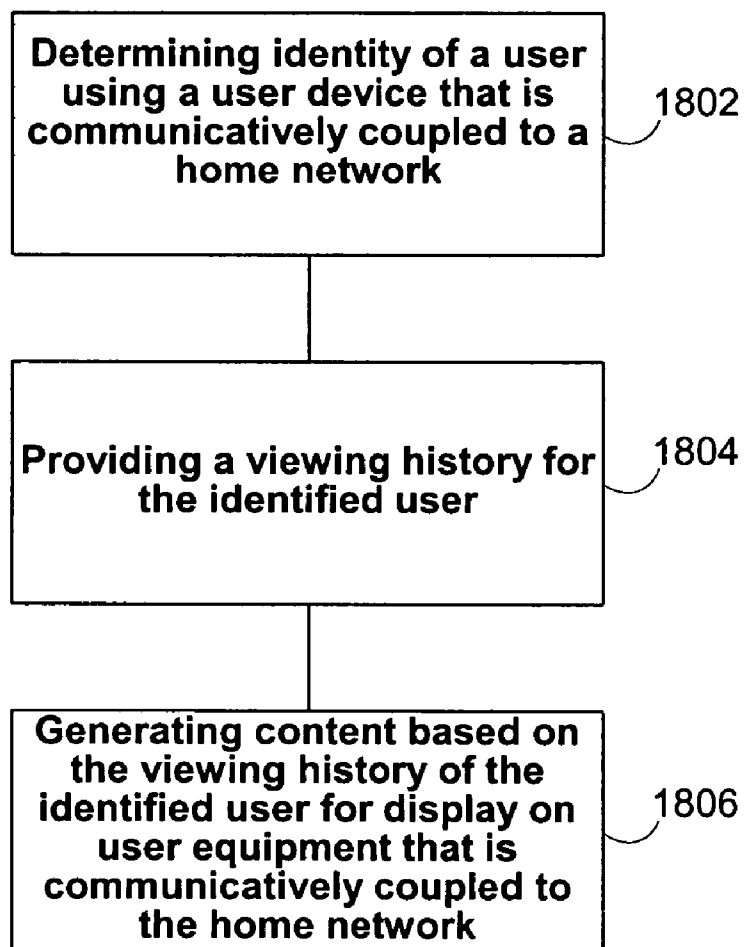 Determining identity of a user
using a user device that is
communicatively coupled to a
home network
1802
Providing a viewing history for
the identified user
1804
Generating content based on
the viewing history of the
identified user for display on
user equipment that is
communicatively coupled to
the home network
1806